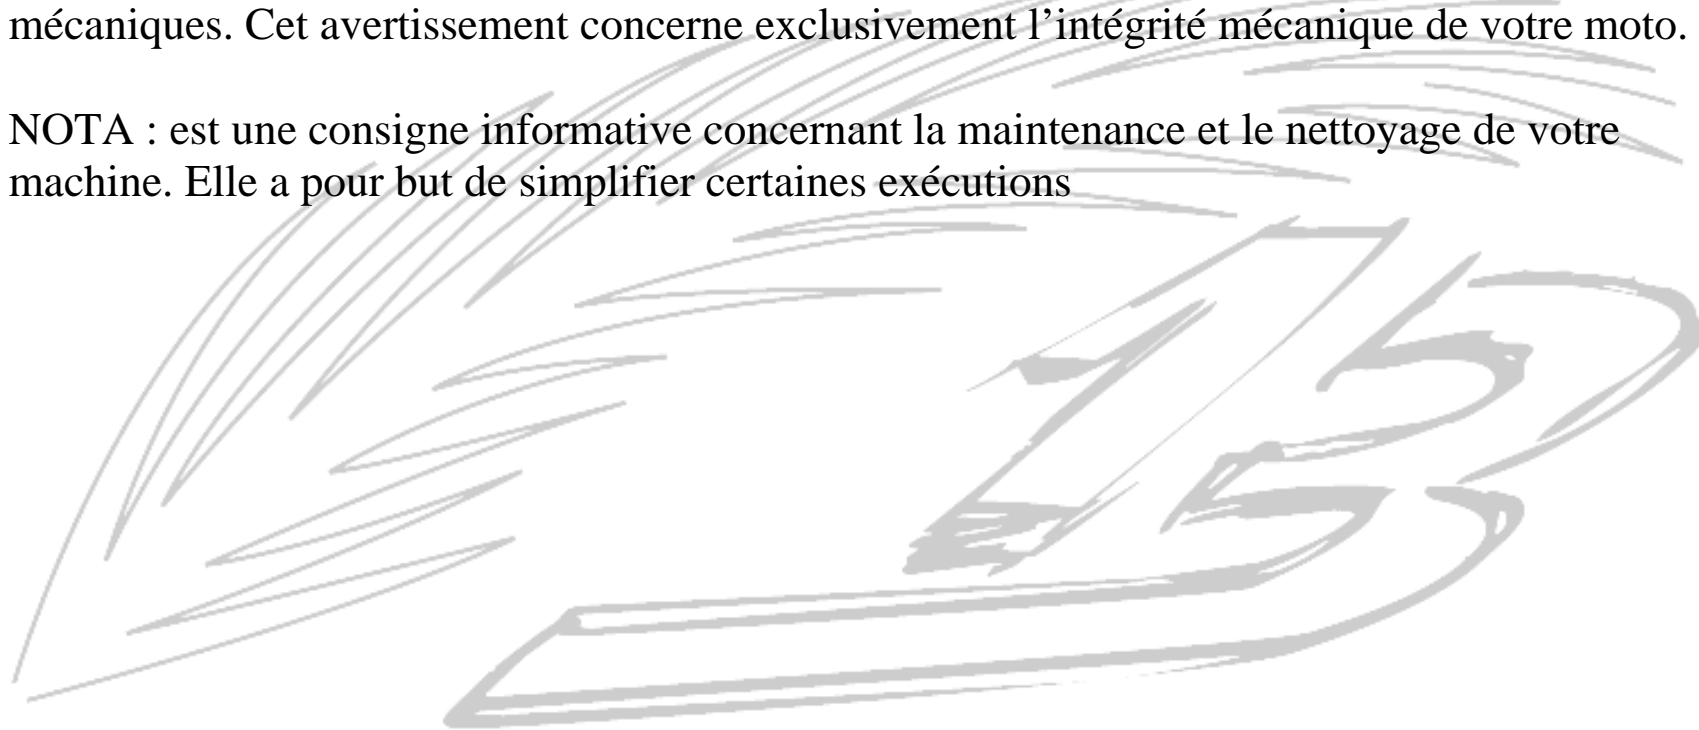 mécaniques. Cet avertissement concerne exclusivement l’intégrité mécanique de votre moto.
NOTA : est une consigne informative concernant la maintenance et le nettoyage de votre
machine. Elle a pour but de simplifier certaines exécutions
13